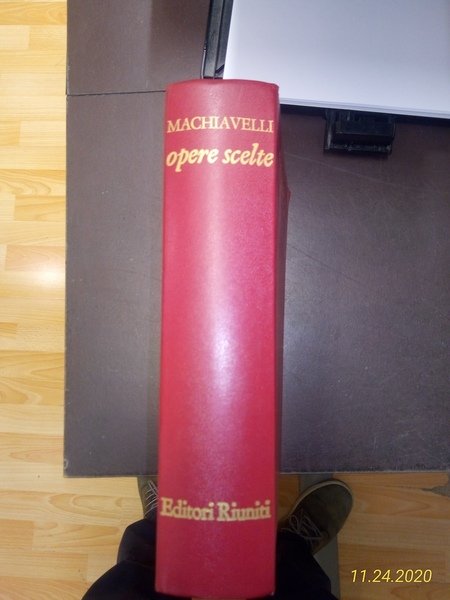 MACHIAVELLI
opere scelte
Editori Riuniti
11.24.2020